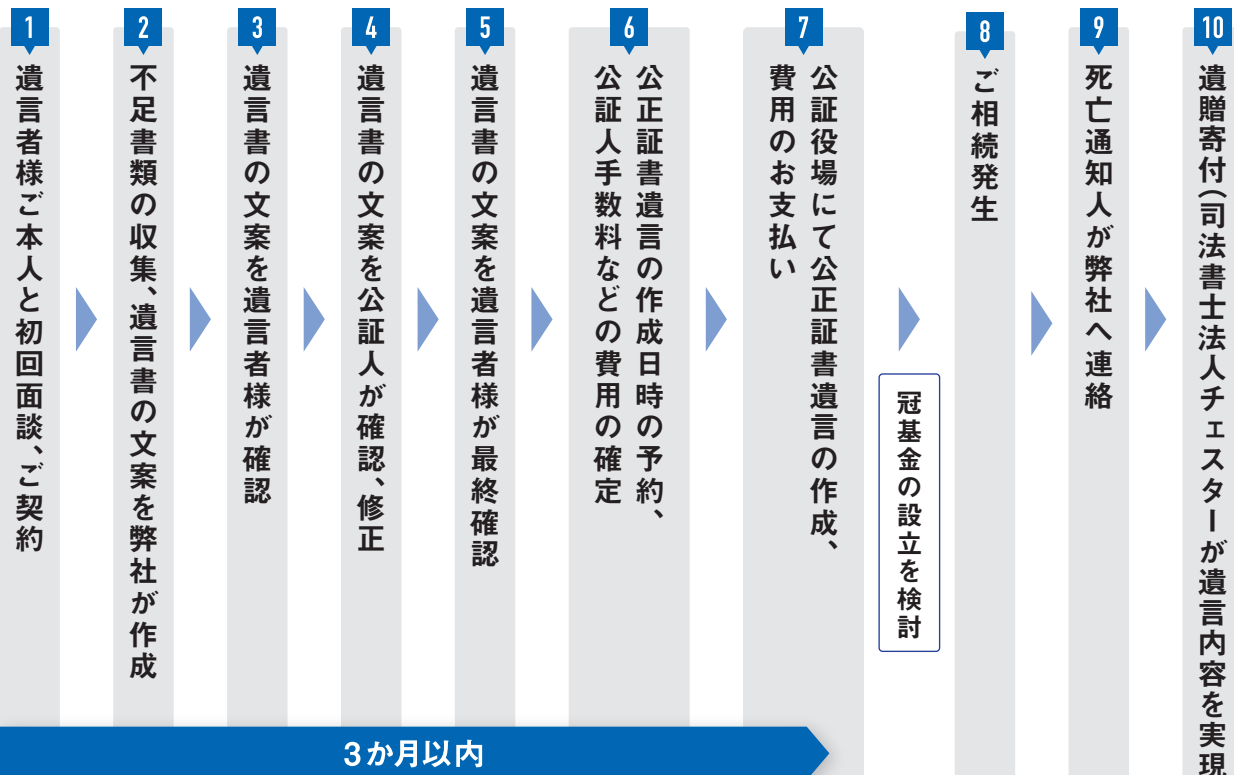 1
遺言者様ご本人と初回面談、ご契約
2
不足書類の収集、遺言書の文案を弊社が作成
3
遺言書の文案を遺言者様が確認
4
遺言書の文案を公証人が確認、修正
5
遺言書の文案を遺言者様が最終確認
6
公正証書遺言の作成日時の予約、
公証人手数料などの費用の確定
7
公証役場にて公正証書遺言の作成、
費用のお支払い
冠基金の設立を検討
8
ご相続発生
9
死亡通知人が弊社へ連絡
10
遺贈寄付(司法書士法人チェスターが遺言内容を実現
3か月以内